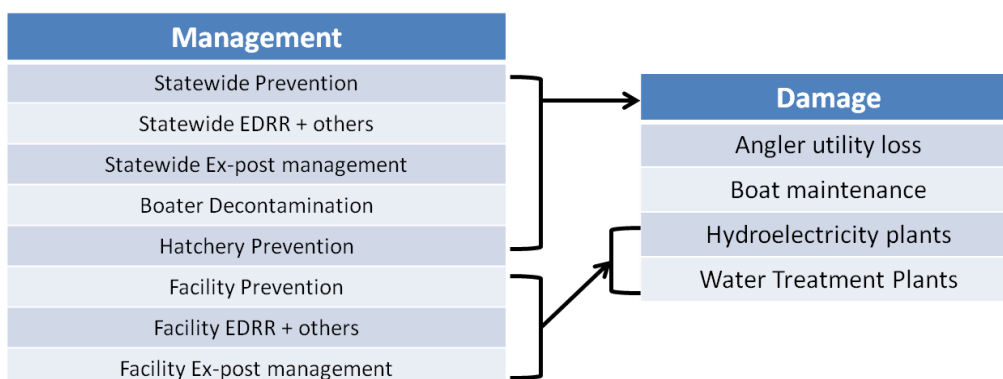 Management
Statewide Prevention
Statewide EDRR + others
Statewide Ex-post management
Boater Decontamination
Hatchery Prevention
Facility Prevention
Facility EDRR + others
Facility Ex-post management
Damage
Angler utility loss
Boat maintenance
Hydroelectricity plants
Water Treatment Plants